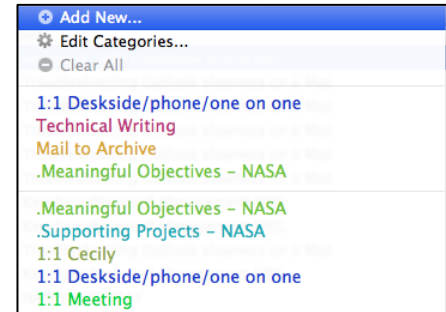 Add New...
Edit Categories...
Clear All
1:1 Deskside/phone/one on one
Technical Writing
Mail to Archive
.Meaningful Objectives – NASA
.Meaningful Objectives – NASA
.Supporting Projects – NASA
1:1 Cecily
1:1 Deskside/phone/one on one
1:1 Meeting